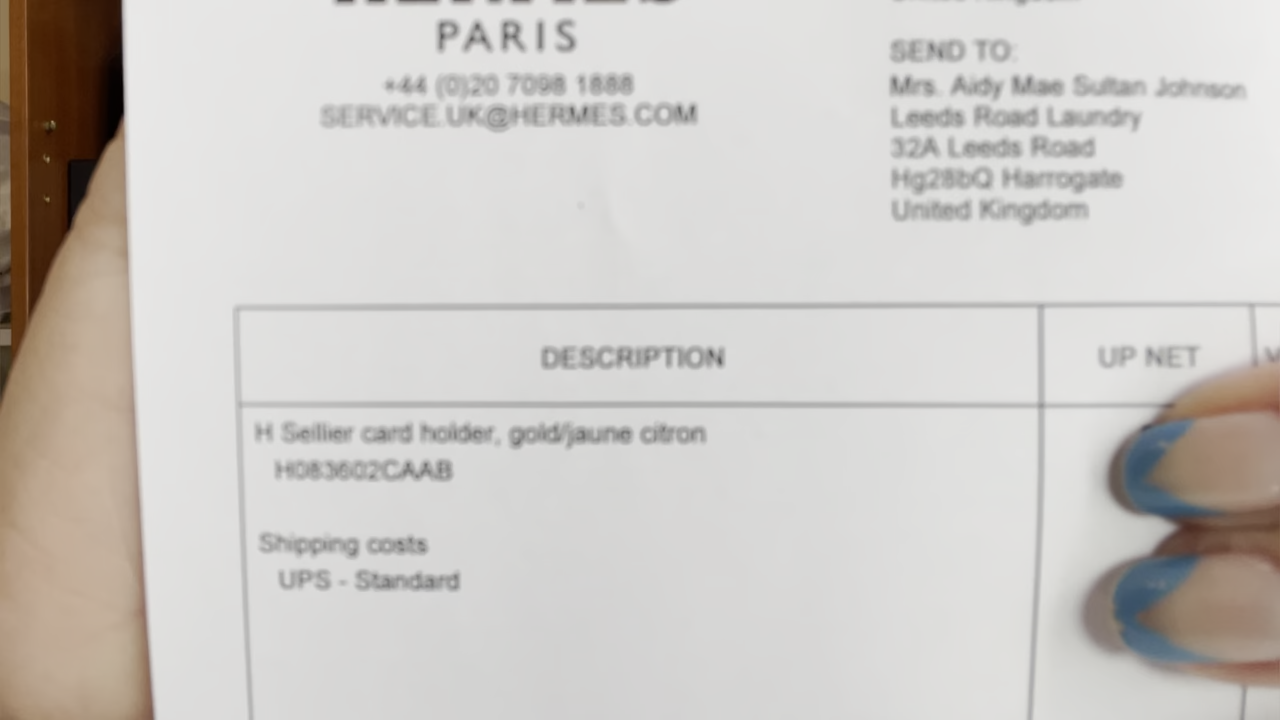 PARIS
+44 (0)20 7098 1888
SERVICE.UK@HERMES.COM
SEND TO:
Mrs. Aidy Mae Sultan Johnson
Leeds Road Laundry
32A Leeds Road
Hg28bQ Harrogate
United Kingdom
DESCRIPTION
UP NET
H Sellier card holder, gold/jaune citron
H083602CAAB
Shipping costs
UPS - Standard